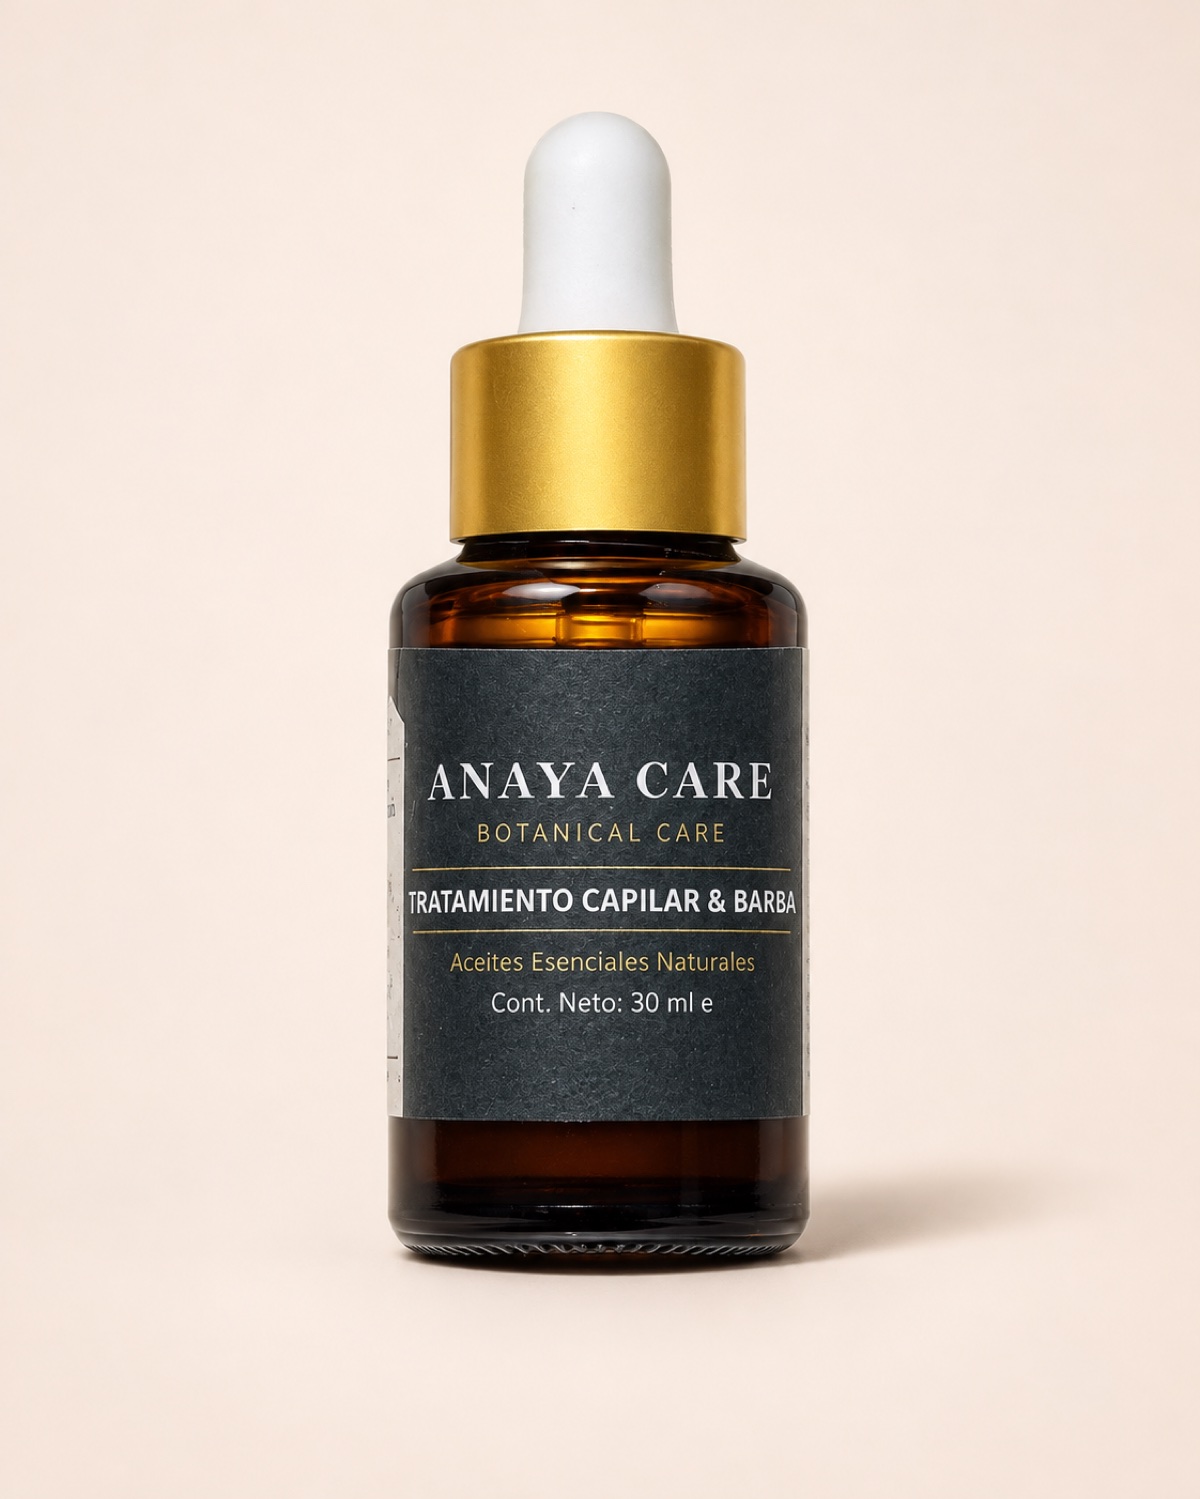 ANAYA CARE
BOTANICAL CARE
TRATAMIENTO CAPILAR & BARBA
Aceites Esenciales Naturales
Cont. Neto: 30 ml e